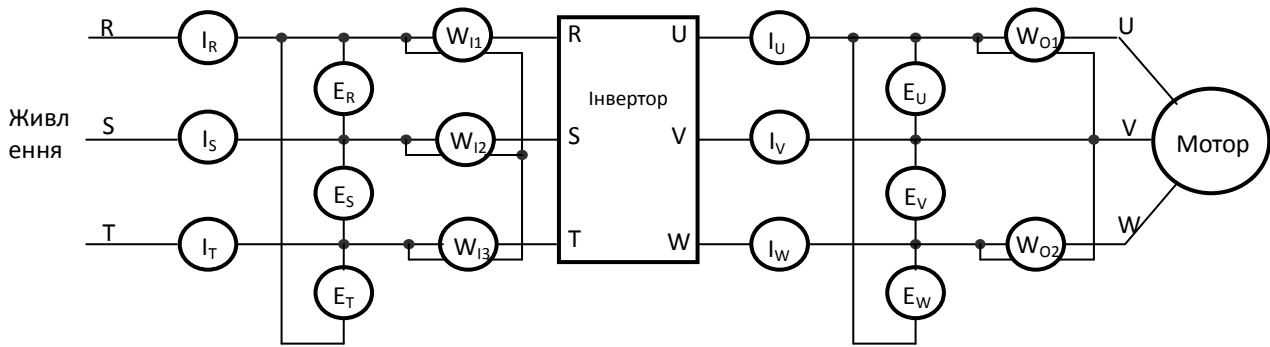 R I_R W_I1 R U I_U W_O1 U
E_R Інвертор E_U
Живл
ення
S I_S W_I2 S V I_V V Мотор
E_S E_V
T I_T W_I3 T W I_W W_O2 W
E_T E_W